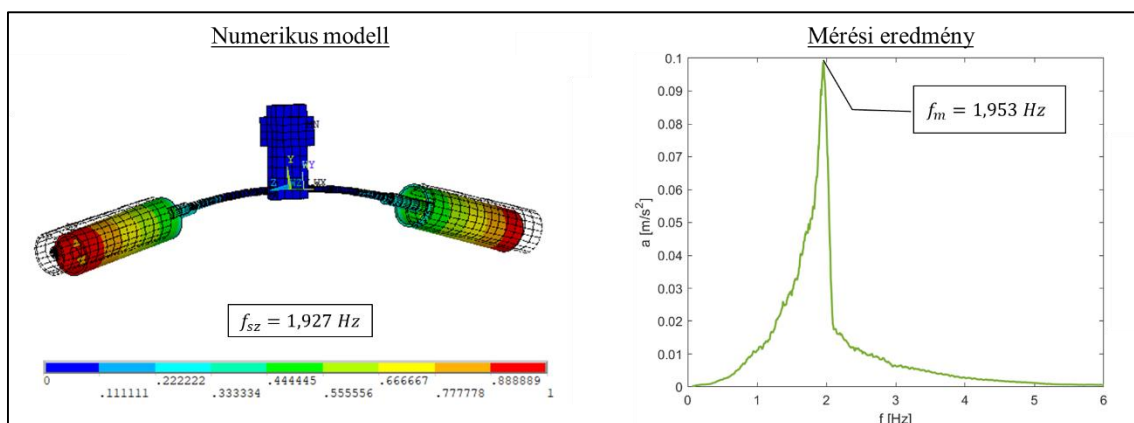 Numerikus modell
N
Y
WY
Z
WX
f_sz = 1,927 Hz
0 .222222 .444445 .666667 .888889
.111111 .333334 .555556 .777778 1
Mérési eredmény
0.1
0.09
0.08
0.07
0.06
0.05
0.04
0.03
0.02
0.01
0
a [m/s²]
f_m = 1,953 Hz
0 1 2 3 4 5 6
f [Hz]